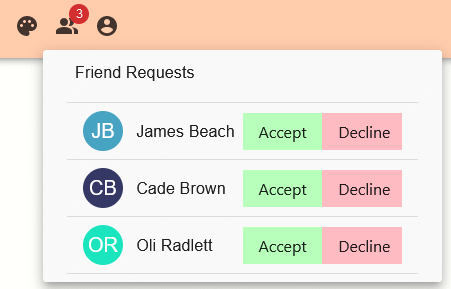 3
Friend Requests
JB James Beach Accept Decline
CB Cade Brown Accept Decline
OR Oli Radlett Accept Decline